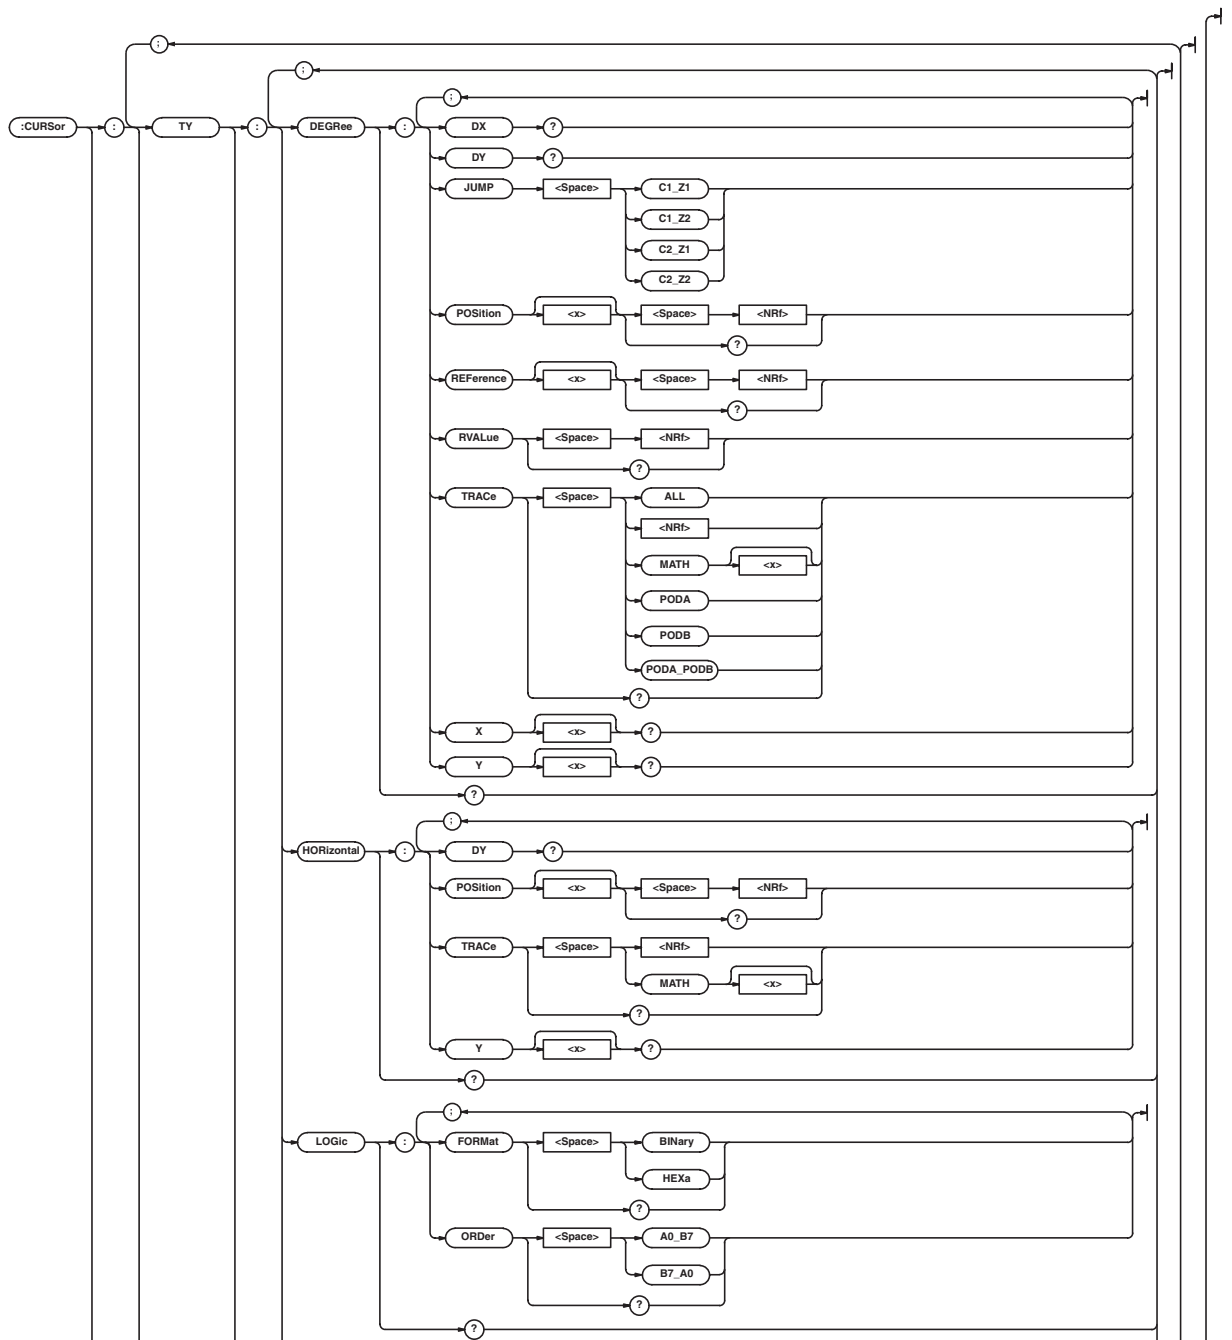 ;
;
;
:CURSor : TY : DEGRee : DX ?
DY ?
JUMP <Space> C1_Z1
C1_Z2
C2_Z1
C2_Z2
POSition <x> <Space> <NRf>
?
REFerence <x> <Space> <NRf>
?
RVALue <Space> <NRf>
?
TRACe <Space> ALL
<NRf>
MATH <x>
PODA
PODB
PODA_PODB
?
X <x> ?
Y <x> ?
?
;
HORizontal : DY ?
POSition <x> <Space> <NRf>
?
TRACe <Space> <NRf>
MATH <x>
?
Y <x> ?
?
;
LOGic : FORMat <Space> BINary
HEXa
?
ORDer <Space> A0_B7
B7_A0
?
?